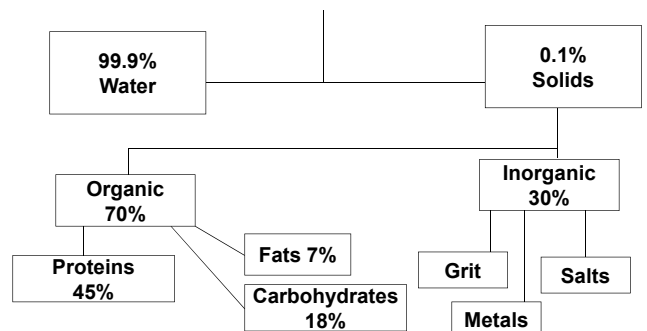 99.9%
Water
0.1%
Solids
Organic
70%
Inorganic
30%
Proteins
45%
Fats 7%
Carbohydrates
18%
Grit
Metals
Salts